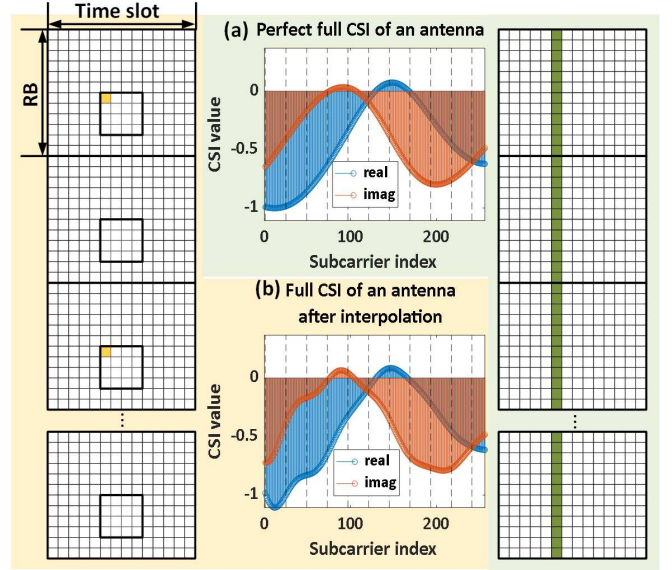 Time slot
RB
⋮
(a) Perfect full CSI of an antenna
0
-0.5
-1
CSI value
real
imag
0 100 200
Subcarrier index
(b) Full CSI of an antenna
after interpolation
0
-0.5
-1
CSI value
real
imag
0 100 200
Subcarrier index
⋮